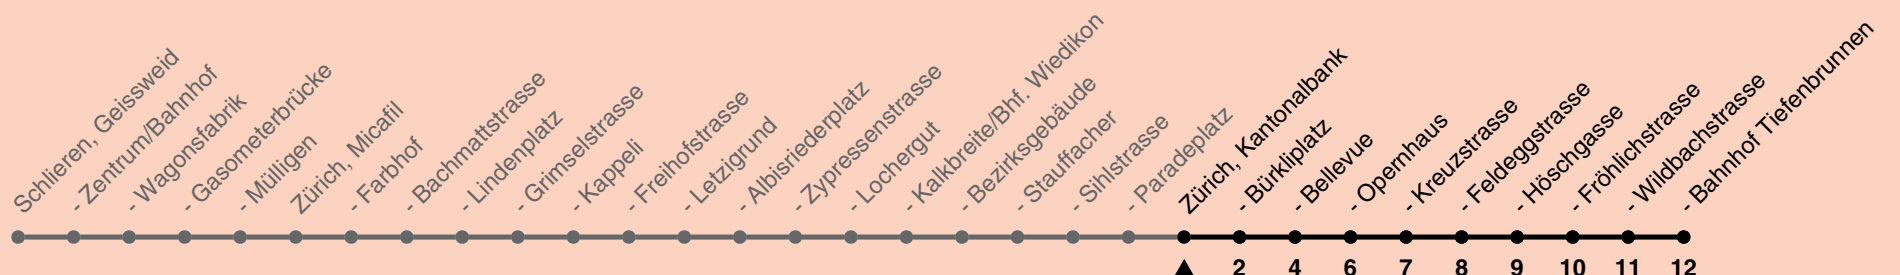 Schlieren, Geissweid
- Zentrum/Bahnhof
- Wagonsfabrik
- Gasometerbrücke
- Mülligen
Zürich, Micafil
- Farbhof
- Bachmattstrasse
- Lindenplatz
- Grimselstrasse
- Kappeli
- Freihofstrasse
- Letzigrund
- Albisriederplatz
- Zypressenstrasse
- Lochergut
- Kalkbreite/Bhf. Wiedikon
- Bezirksgebäude
- Stauffacher
- Sihlstrasse
- Paradeplatz
Zürich, Kantonalbank
- Bürkliplatz
- Bellevue
- Opernhaus
- Kreuzstrasse
- Feldeggstrasse
- Höschgasse
- Fröhlichstrasse
- Wildbachstrasse
- Bahnhof Tiefenbrunnen
2 4 6 7 8 9 10 11 12